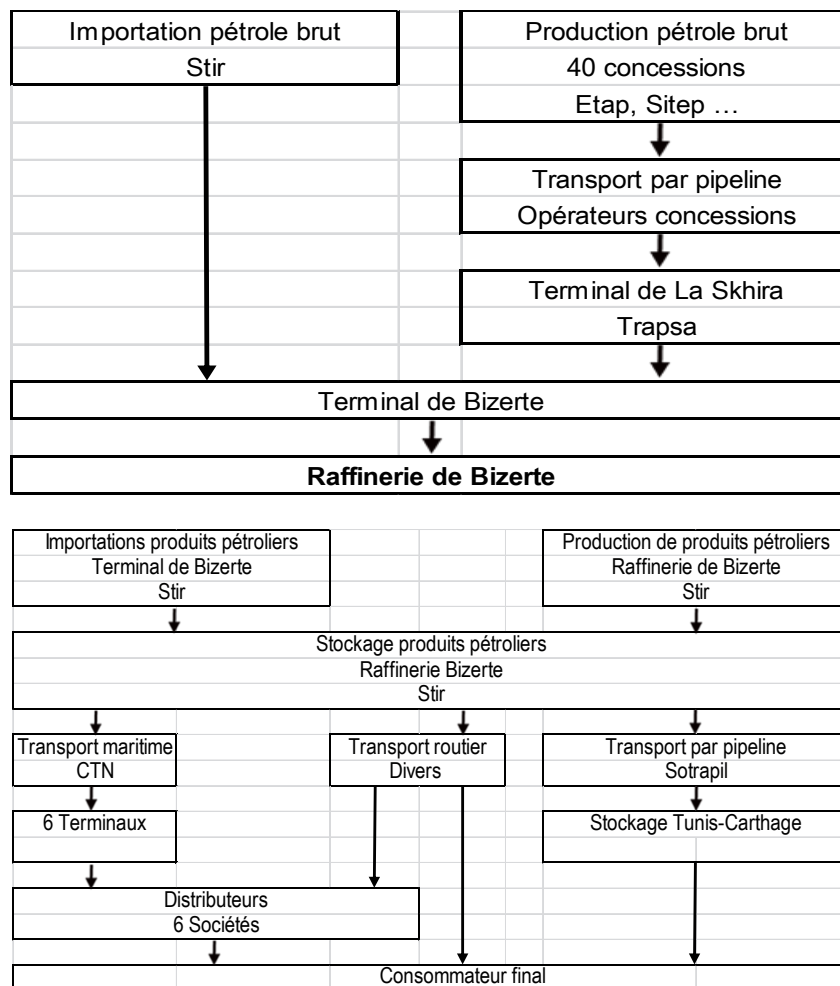 Importation pétrole brut
Stir
Production pétrole brut
40 concessions
Etap, Sitep …
Transport par pipeline
Opérateurs concessions
Terminal de La Skhira
Trapsa
Terminal de Bizerte
Raffinerie de Bizerte
Importations produits pétroliers
Terminal de Bizerte
Stir
Production de produits pétroliers
Raffinerie de Bizerte
Stir
Stockage produits pétroliers
Raffinerie Bizerte
Stir
Transport maritime
CTN
Transport routier
Divers
Transport par pipeline
Sotrapil
6 Terminaux
Stockage Tunis-Carthage
Distributeurs
6 Sociétés
Consommateur final